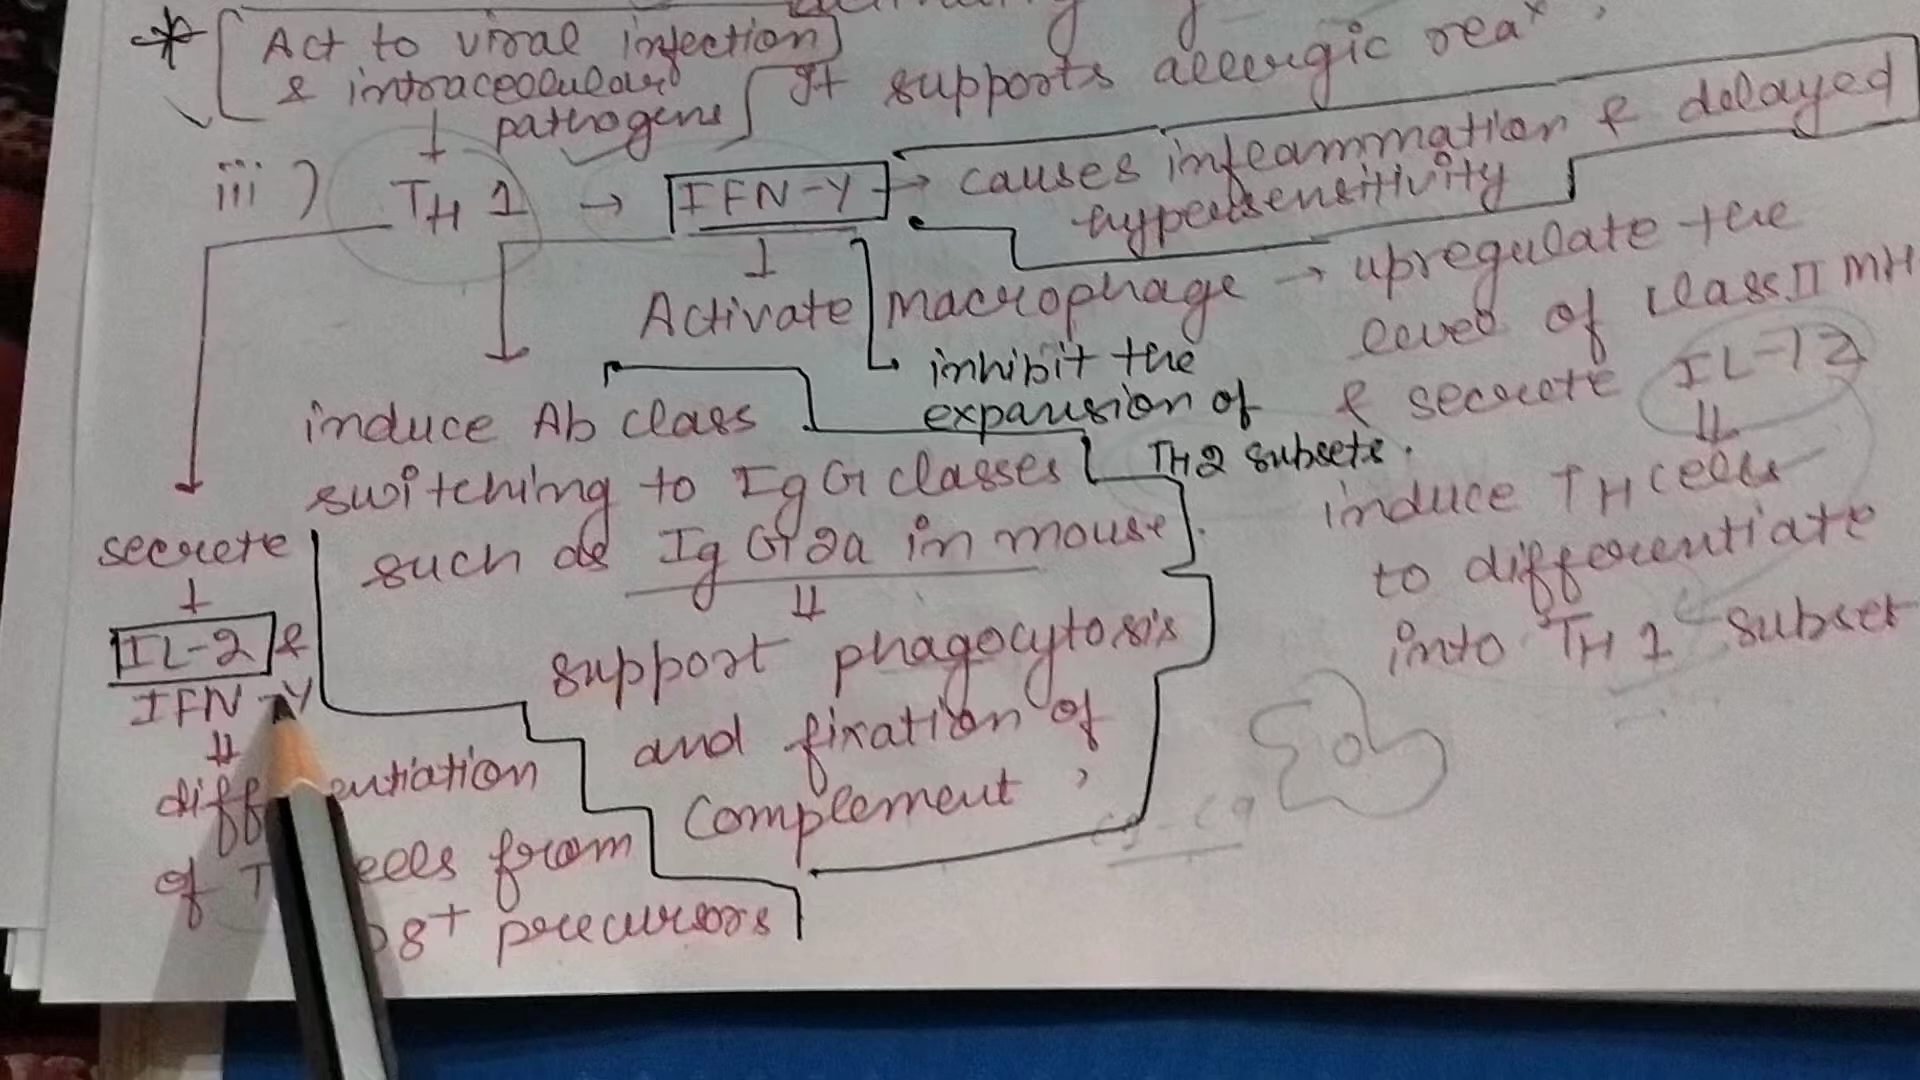 Act to viral infection
& intracellular
pathogens
It supports allergic rea^x
iii) TH 1 → IFN-γ → causes inflammation & delayed
hypersensitivity
Activate macrophage → upregulate the
level of class II MH
& secrete IL-12
inhibit the
expansion of
TH2 subsets.
induce TH cells
to differentiate
into TH 1 subset
induce Ab class
switching to IgG classes
such as IgG2a in mouse
support phagocytosis
and fixation of
complement
secrete
IL-2 &
IFN-γ
diff entiation
of T cells from
8+ precursors